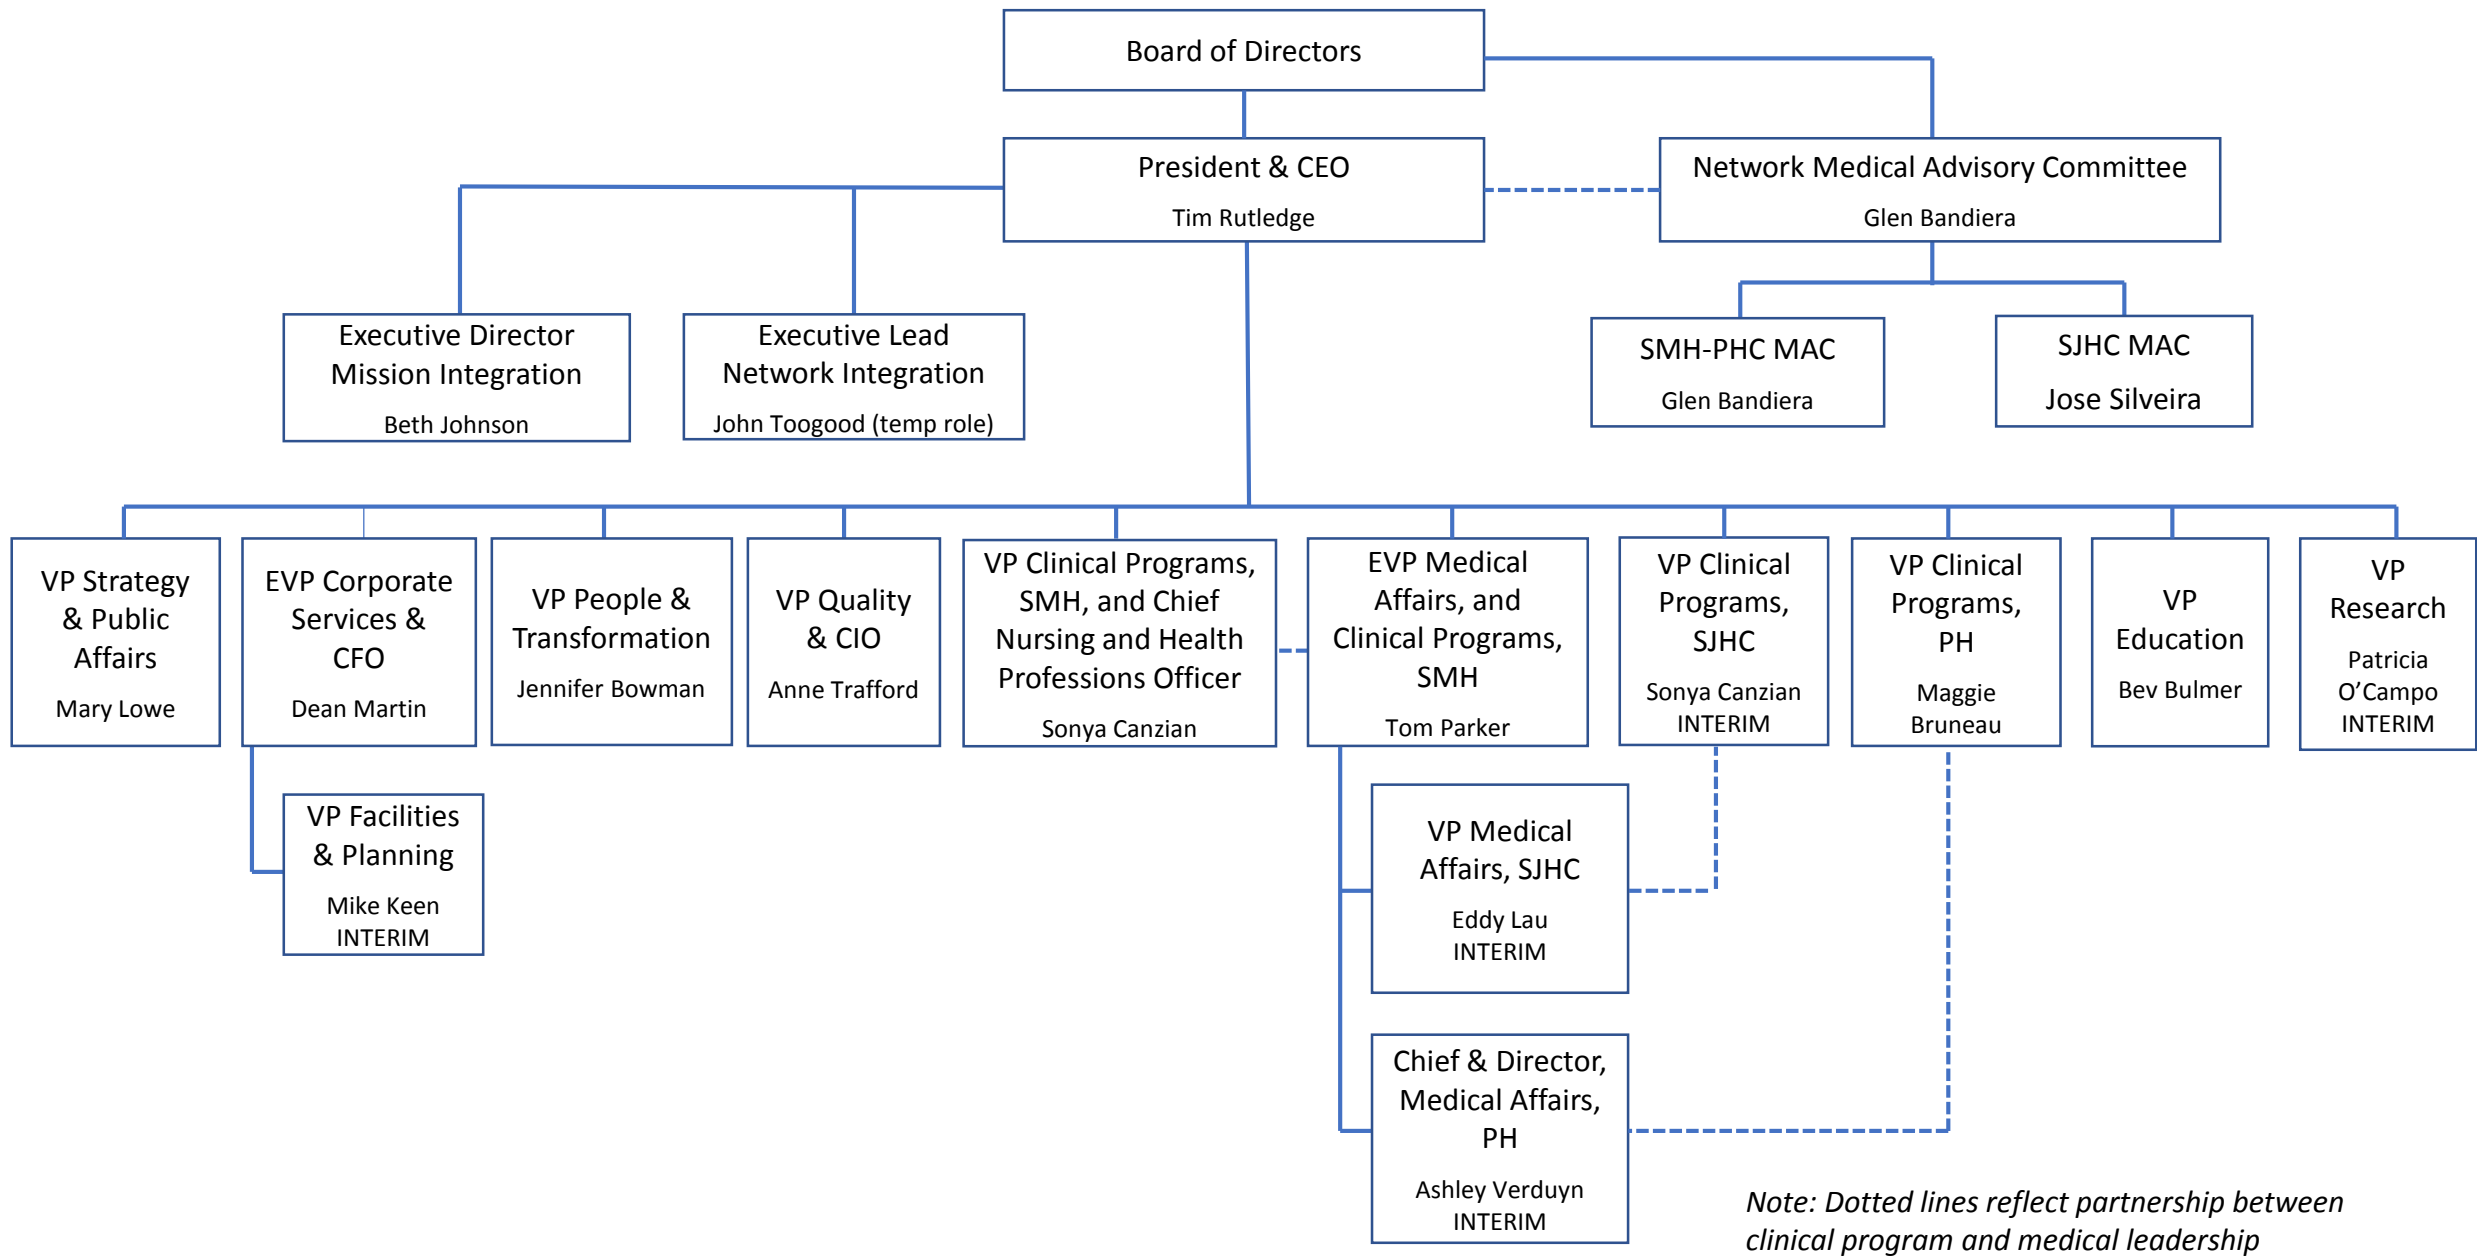 Board of Directors
President & CEO
Tim Rutledge
Network Medical Advisory Committee
Glen Bandiera
Executive Director
Mission Integration
Beth Johnson
Executive Lead
Network Integration
John Toogood (temp role)
SMH-PHC MAC
Glen Bandiera
SJHC MAC
Jose Silveira
VP Strategy
& Public
Affairs
Mary Lowe
EVP Corporate
Services &
CFO
Dean Martin
VP People &
Transformation
Jennifer Bowman
VP Quality
& CIO
Anne Trafford
VP Clinical Programs,
SMH, and Chief
Nursing and Health
Professions Officer
Sonya Canzian
EVP Medical
Affairs, and
Clinical Programs,
SMH
Tom Parker
VP Clinical
Programs,
SJHC
Sonya Canzian
INTERIM
VP Clinical
Programs,
PH
Maggie
Bruneau
VP
Education
Bev Bulmer
VP
Research
Patricia
O’Campo
INTERIM
VP Facilities
& Planning
Mike Keen
INTERIM
VP Medical
Affairs, SJHC
Eddy Lau
INTERIM
Chief & Director,
Medical Affairs,
PH
Ashley Verduyn
INTERIM
Note: Dotted lines reflect partnership between
clinical program and medical leadership